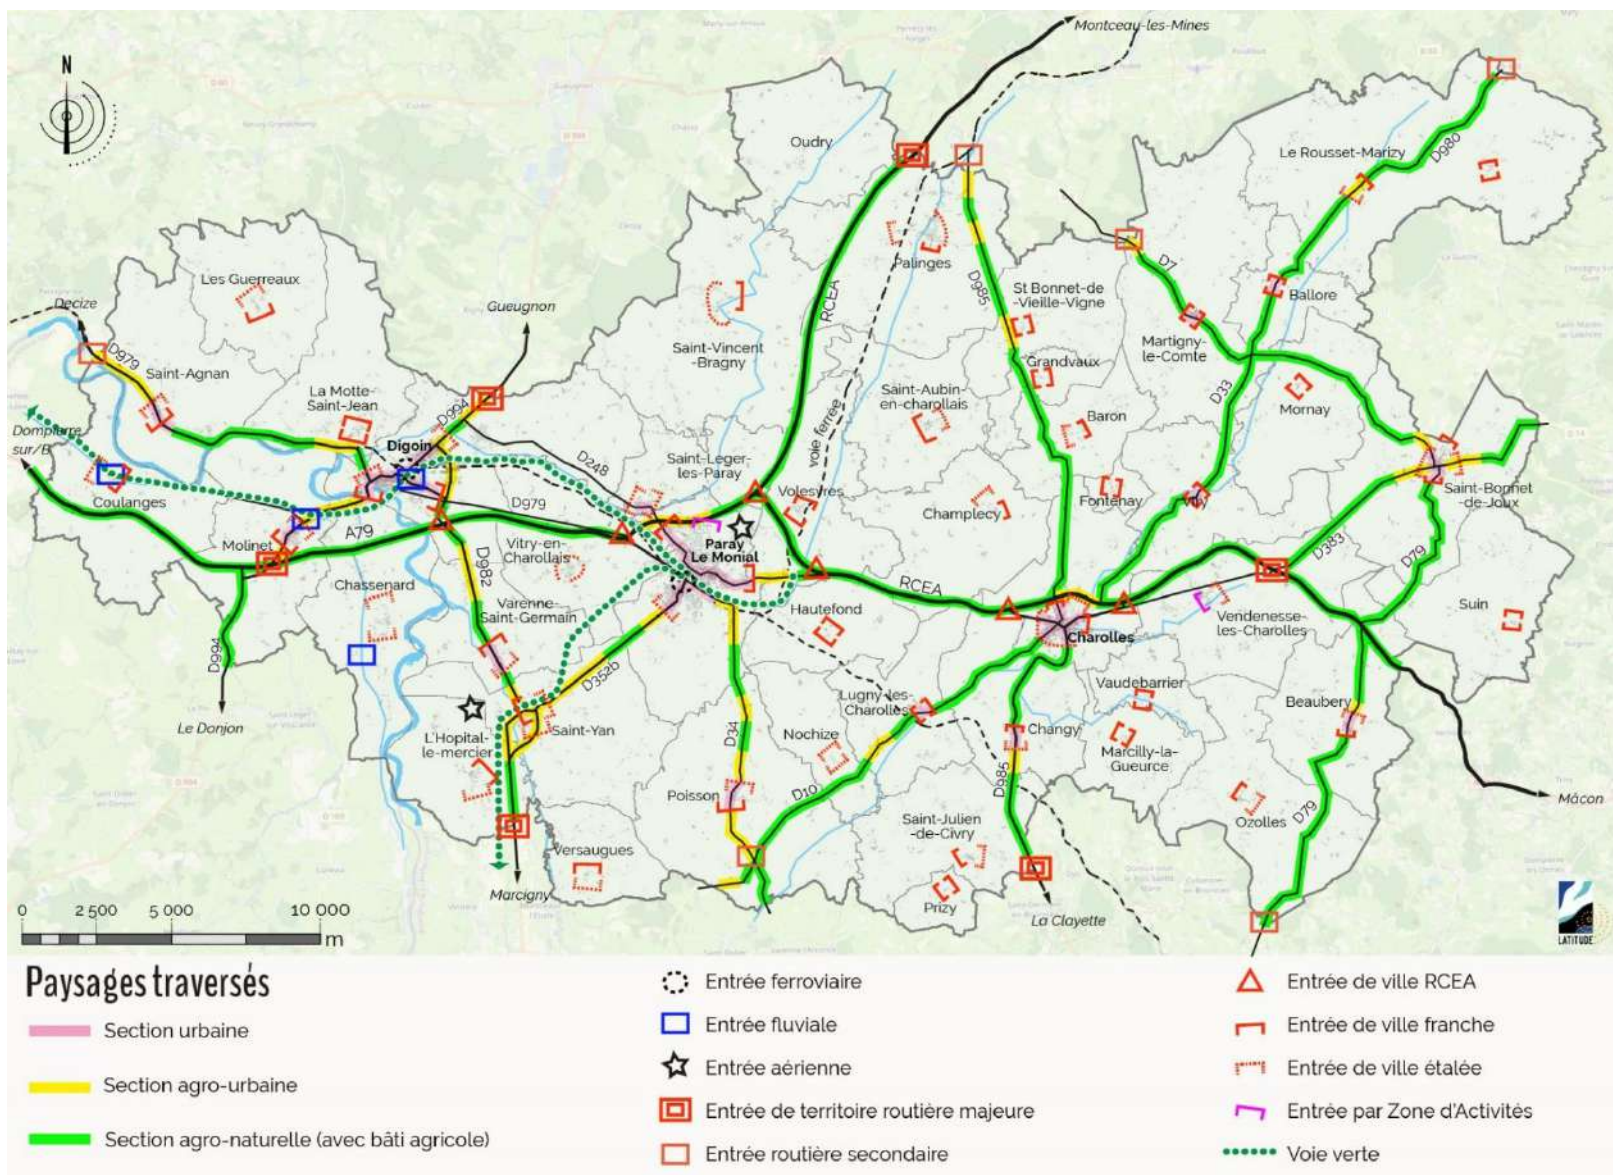 Montceau-les-Mines
N
Oudry
Le Rousset-Marizy
D980
Palinges
Les Guerreaux
D7
Decize
Gueugnon
RCEA
D985
St Bonnet-de
-Vieille-Vigne
Ballore
D979
Saint-Agnan
Saint-Vincent
-Bragny
Martigny-
le-Comte
La Motte-
Saint-Jean
D994
Grandvaux
Saint-Aubin-
en-charollais
D33
Mornay
voie ferrée
Baron
Dompierre
sur/B
Digoin
D248
Saint-Leger-
les-Paray
Coulanges
D979
Volesvres
Fontenay
Saint-Bonnet
-de-Joux
Champlecy
A79
Molinet
Vitry-en-
Charollais
Paray
Le Monial
D383
D79
D982
Chassenard
RCEA
Varenne-
Saint-Germain
Hautefond
Suin
Vendenesse-
les-Charolles
Charolles
D994
D352b
Vaudebarrier
Lugny-les-
Charolles
Beaubery
Le Donjon
L'Hopital-
le-mercier
Saint-Yan
D34
Nochize
Changy
Marcilly-la-
Gueurce
D985
D10
Poisson
Mâcon
D79
Saint-Julien
-de-Civry
Ozolles
Versaugues
Marcigny
Prizy
La Clayette
0 2 500 5 000 10 000
m
LATITUDE
Paysages traversés
Section urbaine
Section agro-urbaine
Section agro-naturelle (avec bâti agricole)
Entrée ferroviaire
Entrée fluviale
Entrée aérienne
Entrée de territoire routière majeure
Entrée routière secondaire
Entrée de ville RCEA
Entrée de ville franche
Entrée de ville étalée
Entrée par Zone d'Activités
Voie verte